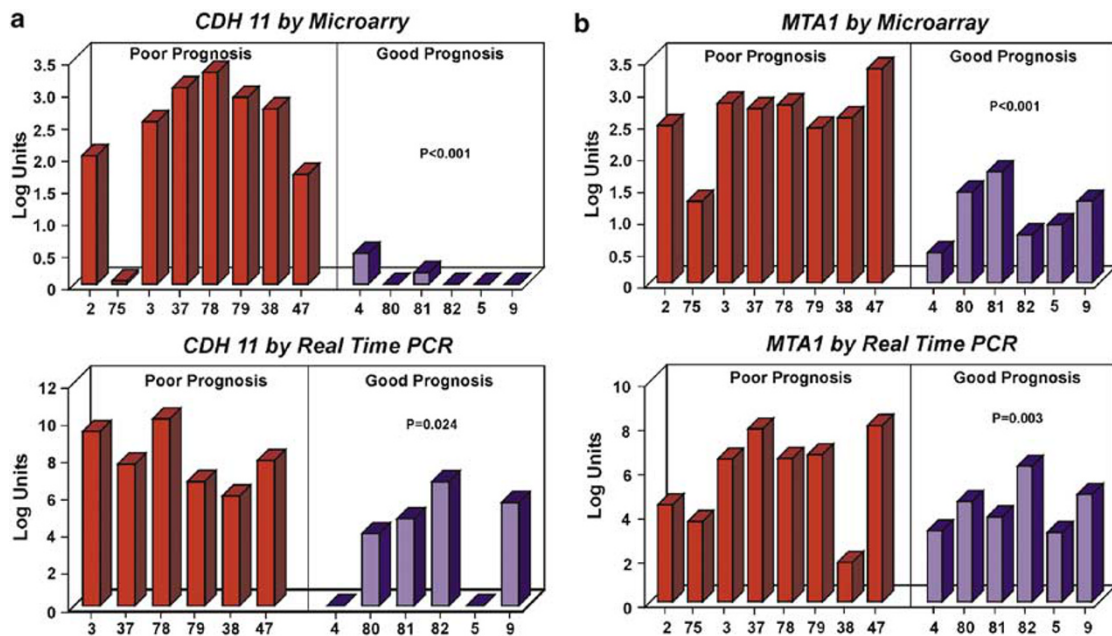 a
CDH 11 by Microarry
Poor Prognosis Good Prognosis
3.5
3.0
2.5
2.0
1.5
1.0
0.5
0
Log Units
P<0.001
2 75 3 37 78 79 38 47 4 80 81 82 5 9
b
MTA1 by Microarray
Poor Prognosis Good Prognosis
3.5
3.0
2.5
2.0
1.5
1.0
0.5
0
Log Units
P<0.001
2 75 3 37 78 79 38 47 4 80 81 82 5 9
CDH 11 by Real Time PCR
Poor Prognosis Good Prognosis
12
10
8
6
4
2
0
Log Units
P=0.024
3 37 78 79 38 47 4 80 81 82 5 9
MTA1 by Real Time PCR
Poor Prognosis Good Prognosis
10
8
6
4
2
0
Log Units
P=0.003
2 75 3 37 78 79 38 47 4 80 81 82 5 9